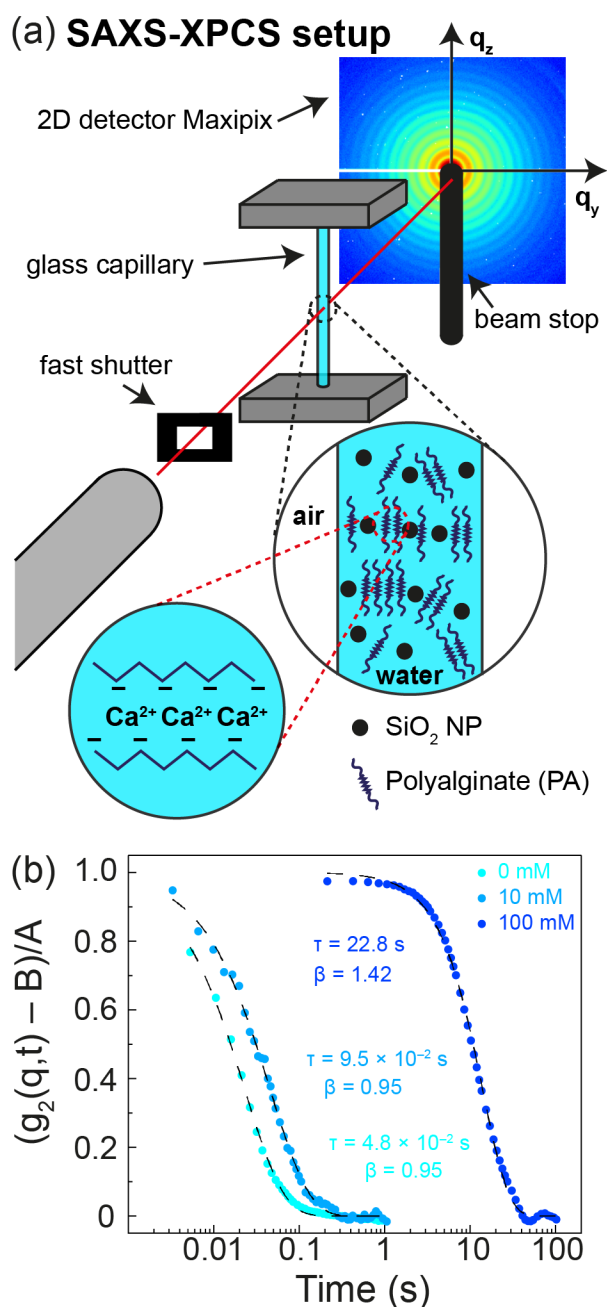 (a) SAXS-XPCS setup
q_z
2D detector Maxipix
q_y
glass capillary
beam stop
fast shutter
air
water
Ca²⁺ Ca²⁺ Ca²⁺
SiO₂ NP
Polyalginate (PA)
(b)
1.0
0.8
0.6
0.4
0.2
0
(g₂(q,t) – B)/A
0 mM
10 mM
100 mM
τ = 22.8 s
β = 1.42
τ = 9.5 × 10⁻² s
β = 0.95
τ = 4.8 × 10⁻² s
β = 0.95
0.01 0.1 1 10 100
Time (s)